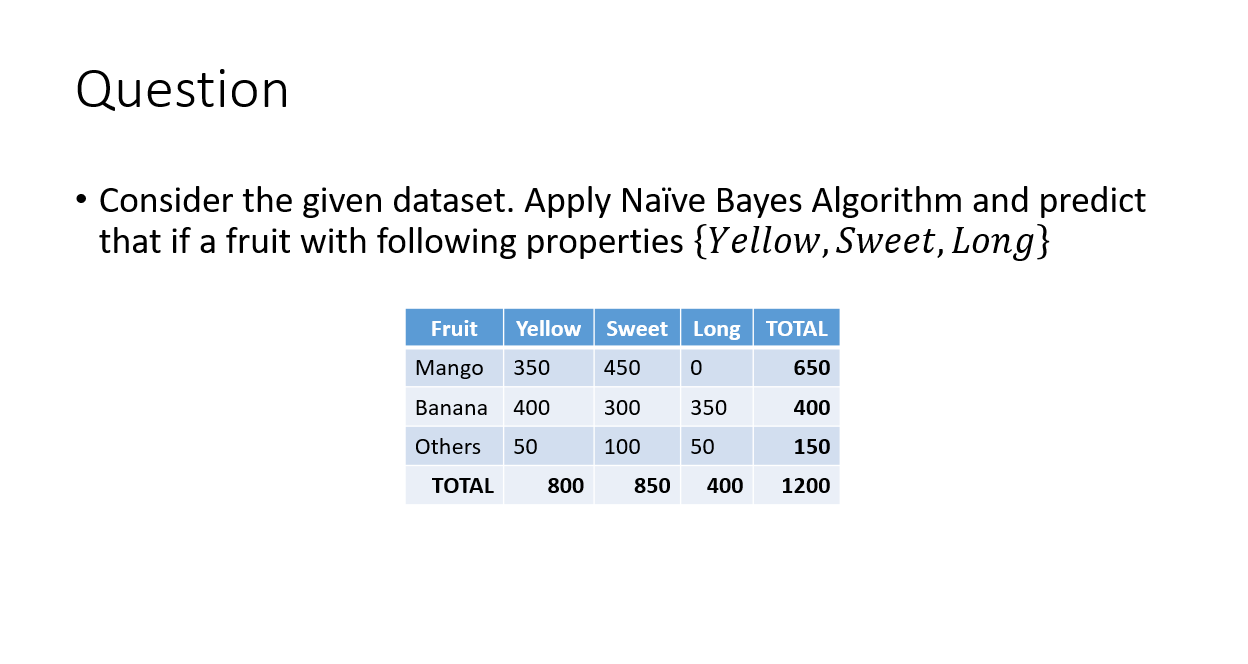 Question
• Consider the given dataset. Apply Naïve Bayes Algorithm and predict
that if a fruit with following properties {Yellow, Sweet, Long}
Fruit Yellow Sweet Long TOTAL
Mango 350 450 0 650
Banana 400 300 350 400
Others 50 100 50 150
TOTAL 800 850 400 1200